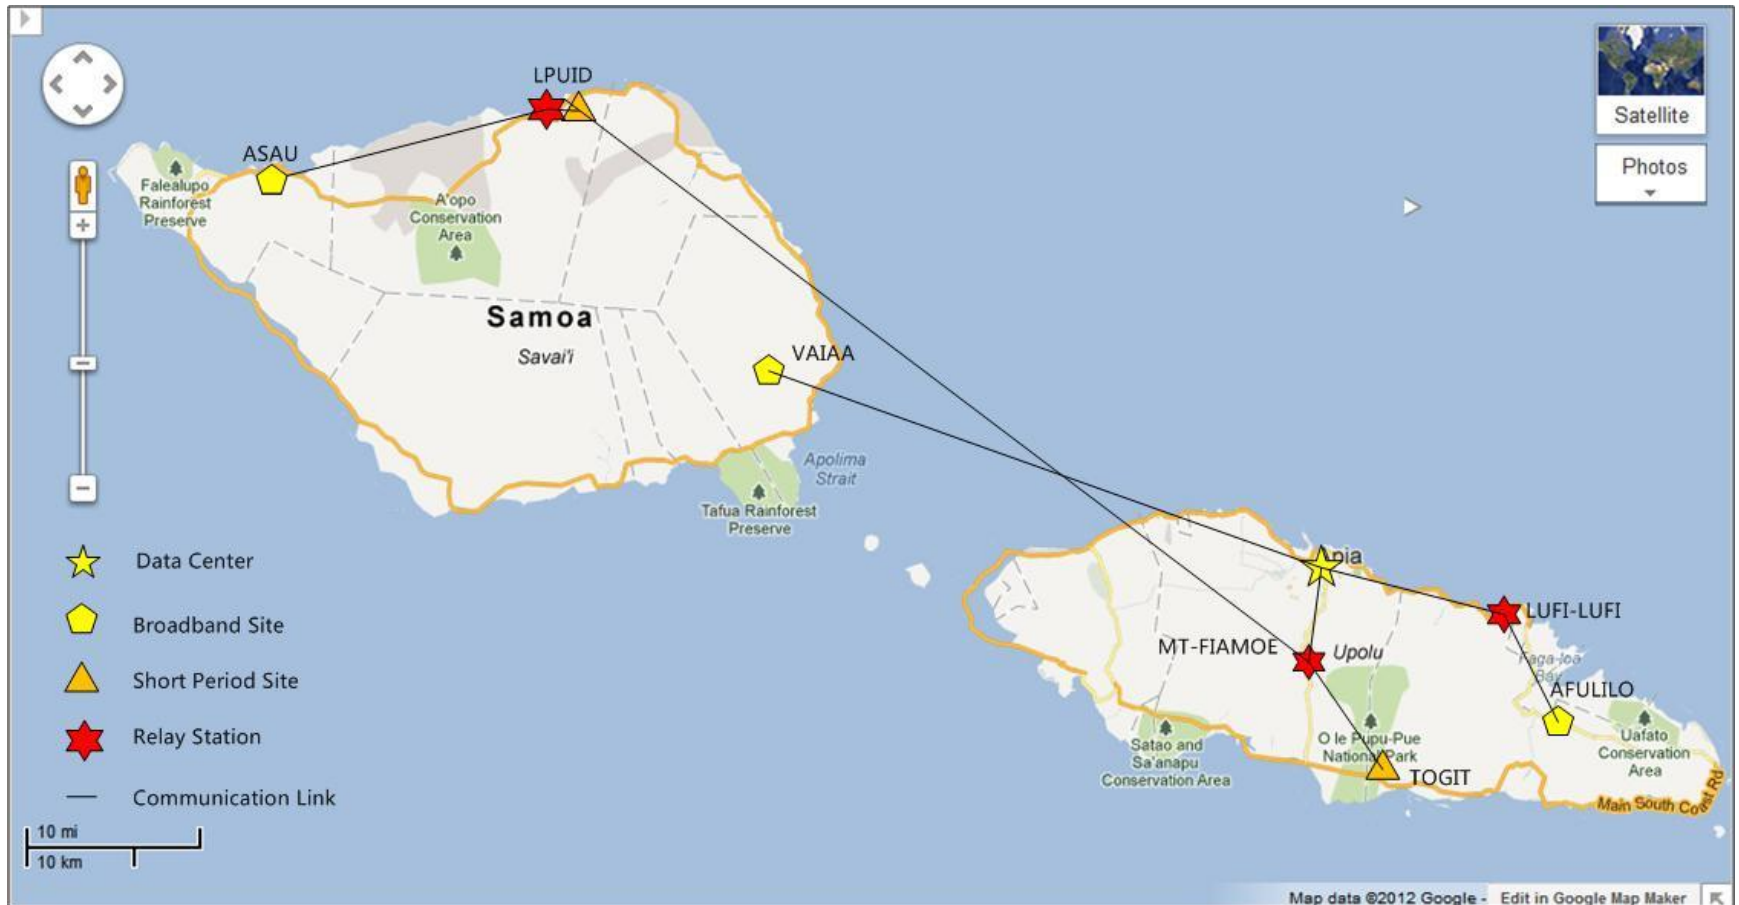 Satellite
Photos
LPUID
ASAU
Falealupo
Rainforest
Preserve
A'opo
Conservation
Area
Samoa
Savai'i
VAIAA
Apolima
Strait
Tafua Rainforest
Preserve
Data Center
Broadband Site
Short Period Site
Relay Station
Communication Link
10 mi
10 km
Apia
LUFI-LUFI
MT-FIAMOE
Upolu
Faga-loa
Bay
AFULILO
Satao and
Sa'anapu
Conservation Area
O le Pupu-Pue
National Park
TOGIT
Uafato
Conservation
Area
Main South Coast Rd
Map data ©2012 Google -
Edit in Google Map Maker